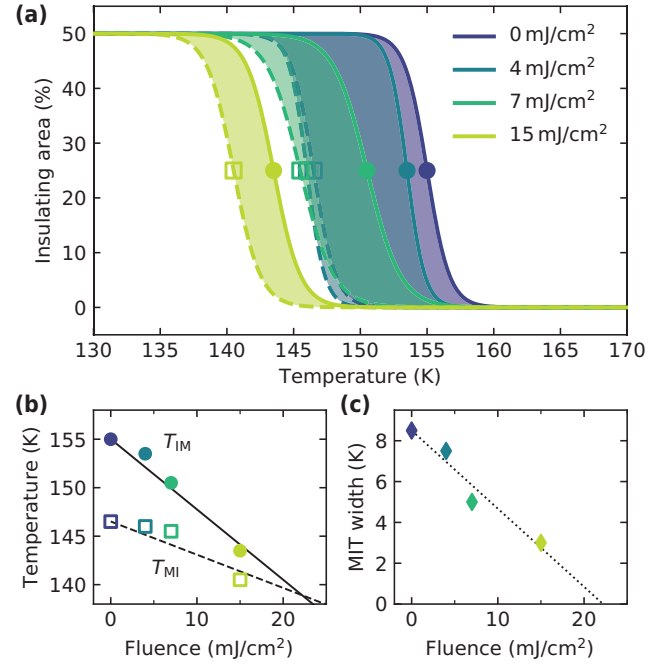 (a)
50
40
30
20
10
0
Insulating area (%)
0 mJ/cm²
4 mJ/cm²
7 mJ/cm²
15 mJ/cm²
130 135 140 145 150 155 160 165 170
Temperature (K)
(b)
155
150
145
140
Temperature (K)
T_IM
T_MI
0 10 20
Fluence (mJ/cm²)
(c)
8
6
4
2
0
MIT width (K)
0 10 20
Fluence (mJ/cm²)